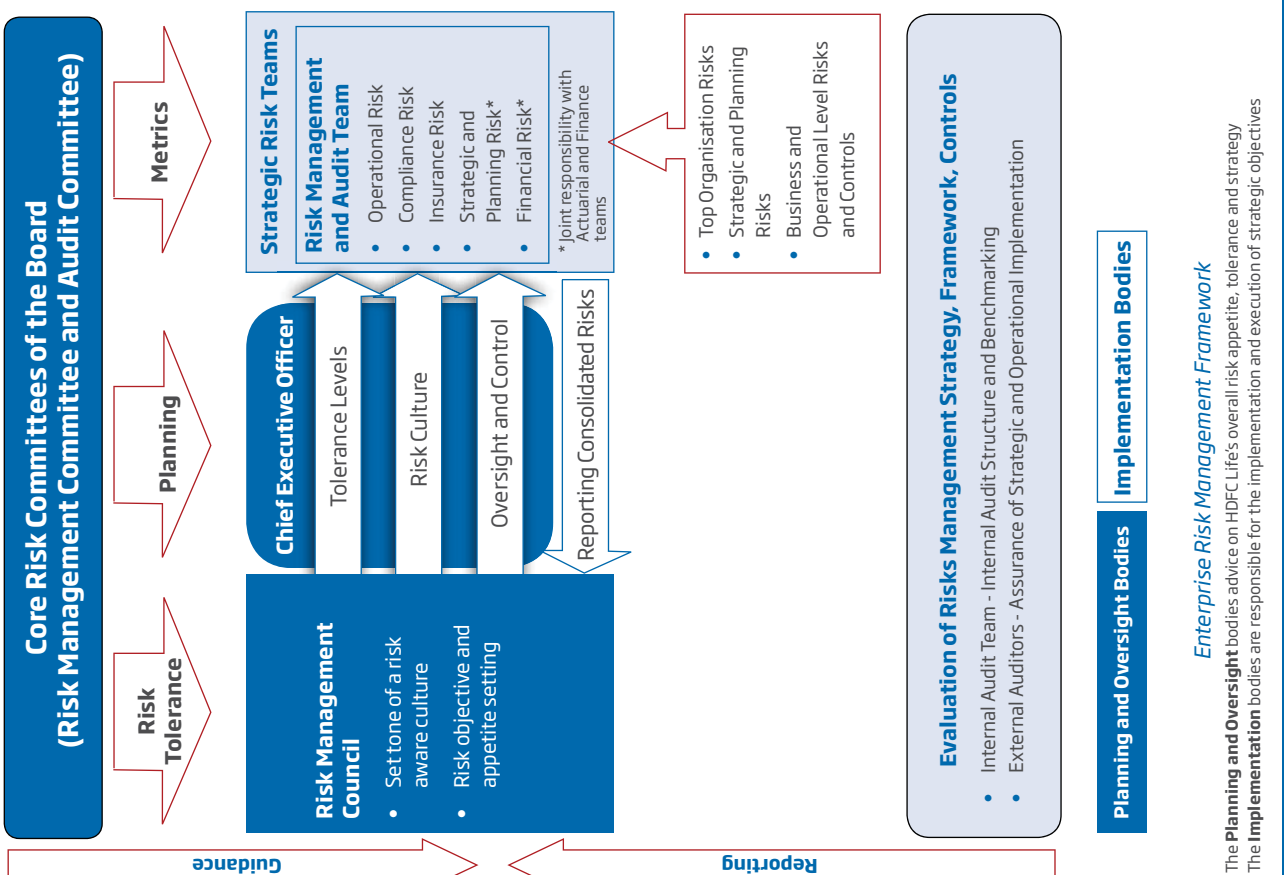 Core Risk Committees of the Board
(Risk Management Committee and Audit Committee)
Guidance
Reporting
Risk
Tolerance
Planning
Metrics
Risk Management
Council
• Set tone of a risk
aware culture
• Risk objective and
appetite setting
Chief Executive Officer
Tolerance Levels
Risk Culture
Oversight and Control
Reporting Consolidated Risks
Strategic Risk Teams
Risk Management
and Audit Team
• Operational Risk
• Compliance Risk
• Insurance Risk
• Strategic and
Planning Risk*
• Financial Risk*
* Joint responsibility with
Actuarial and Finance
teams
• Top Organisation Risks
• Strategic and Planning
Risks
• Business and
Operational Level Risks
and Controls
Evaluation of Risks Management Strategy, Framework, Controls
• Internal Audit Team - Internal Audit Structure and Benchmarking
• External Auditors - Assurance of Strategic and Operational Implementation
Planning and Oversight Bodies
Implementation Bodies
Enterprise Risk Management Framework
The Planning and Oversight bodies advice on HDFC Life's overall risk appetite, tolerance and strategy
The Implementation bodies are responsible for the implementation and execution of strategic objectives